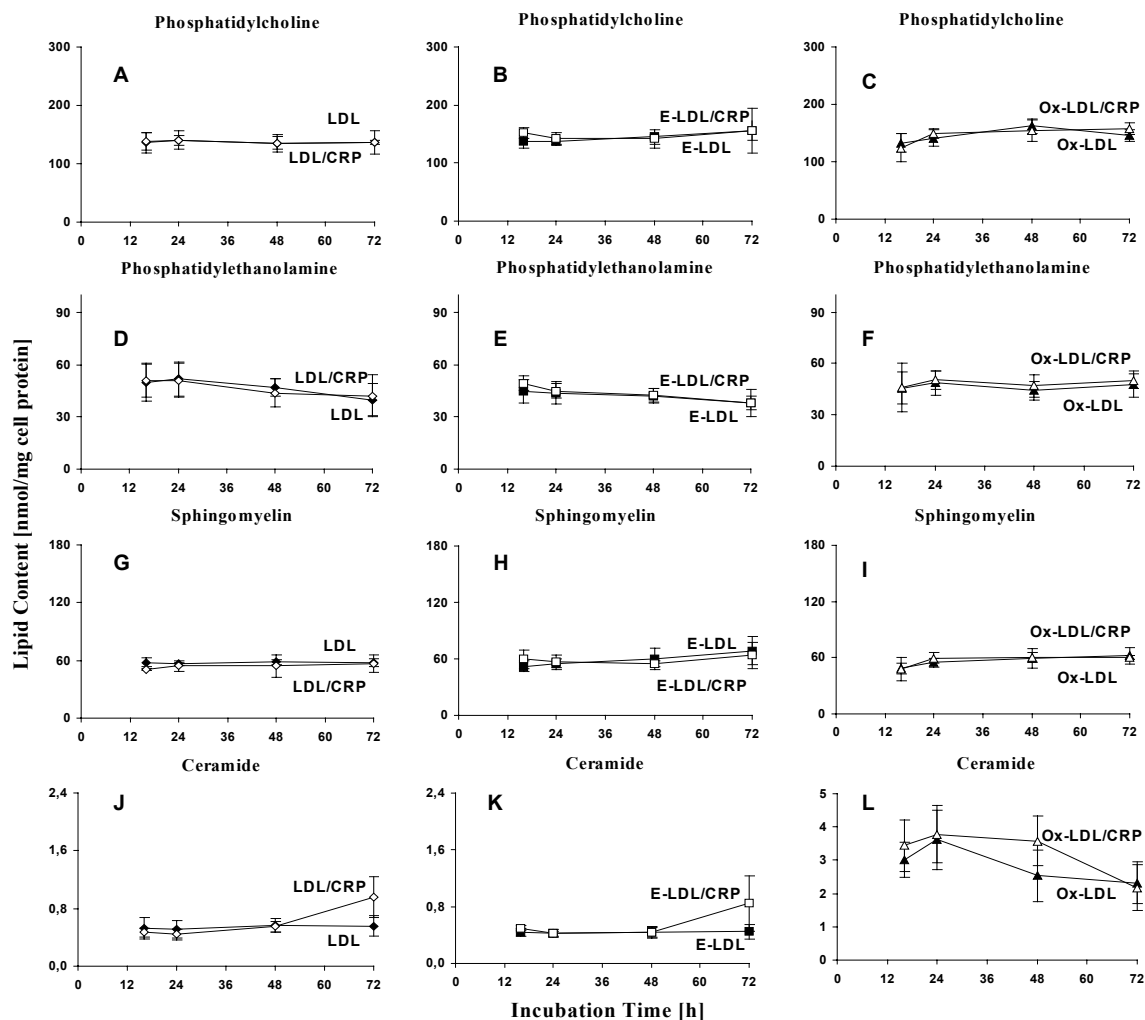 Phosphatidylcholine
Phosphatidylcholine
Phosphatidylcholine
300
200
100
0
A
LDL
LDL/CRP
0 12 24 36 48 60 72
300
200
100
0
B
E-LDL/CRP
E-LDL
0 12 24 36 48 60 72
300
200
100
0
C
Ox-LDL/CRP
Ox-LDL
0 12 24 36 48 60 72
Phosphatidylethanolamine
Phosphatidylethanolamine
Phosphatidylethanolamine
90
60
30
0
D
LDL/CRP
LDL
0 12 24 36 48 60 72
90
60
30
0
E
E-LDL/CRP
E-LDL
0 12 24 36 48 60 72
90
60
30
0
F
Ox-LDL/CRP
Ox-LDL
0 12 24 36 48 60 72
Lipid Content [nmol/mg cell protein]
Sphingomyelin
Sphingomyelin
Sphingomyelin
180
120
60
0
G
LDL
LDL/CRP
0 12 24 36 48 60 72
180
120
60
0
H
E-LDL
E-LDL/CRP
0 12 24 36 48 60 72
180
120
60
0
I
Ox-LDL/CRP
Ox-LDL
0 12 24 36 48 60 72
Ceramide
Ceramide
Ceramide
2,4
1,6
0,8
0,0
J
LDL/CRP
LDL
0 12 24 36 48 60 72
2,4
1,6
0,8
0,0
K
E-LDL/CRP
E-LDL
0 12 24 36 48 60 72
5
4
3
2
1
0
L
Ox-LDL/CRP
Ox-LDL
0 12 24 36 48 60 72
Incubation Time [h]